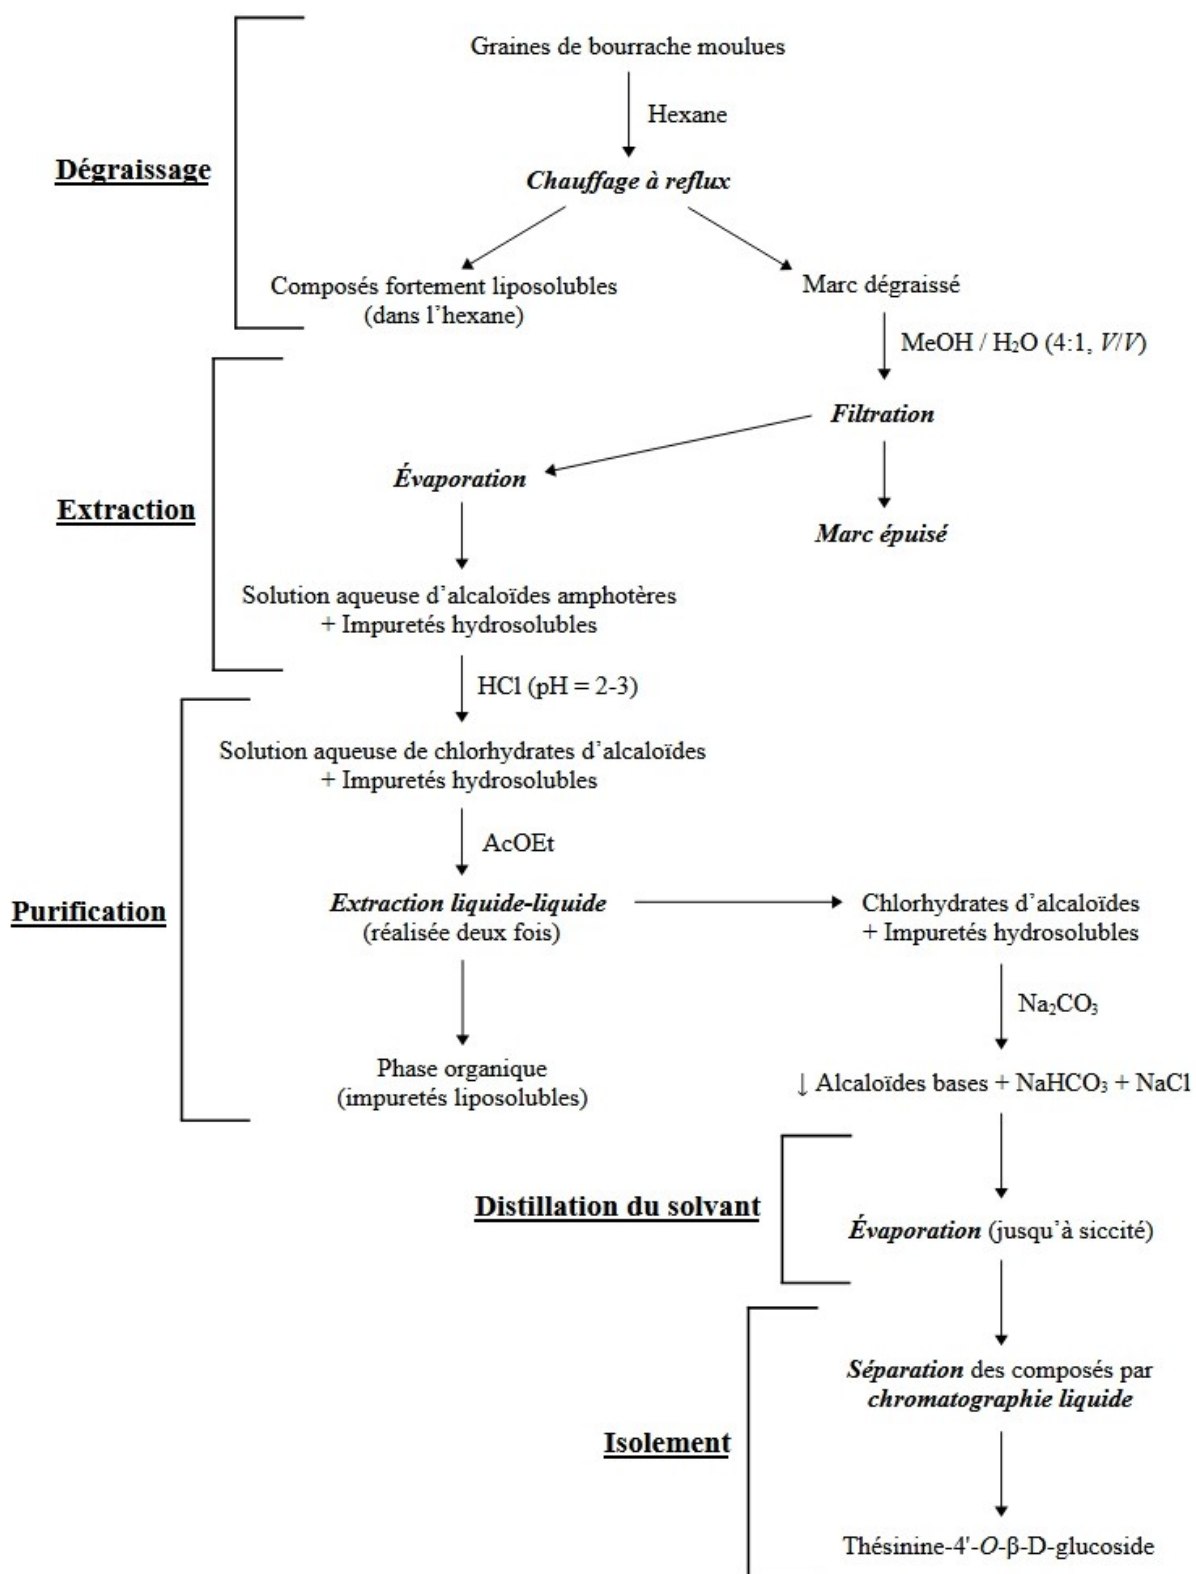 Graines de bourrache moulues
Hexane
Dégraissage
Chauffage à reflux
Composés fortement liposolubles
(dans l’hexane)
Marc dégraissé
MeOH / H₂O (4:1, V/V)
Filtration
Évaporation
Extraction
Marc épuisé
Solution aqueuse d’alcaloïdes amphotères
+ Impuretés hydrosolubles
HCl (pH = 2-3)
Solution aqueuse de chlorhydrates d’alcaloïdes
+ Impuretés hydrosolubles
AcOEt
Purification
Extraction liquide-liquide
(réalisée deux fois)
Chlorhydrates d’alcaloïdes
+ Impuretés hydrosolubles
Na₂CO₃
Phase organique
(impuretés liposolubles)
↓ Alcaloïdes bases + NaHCO₃ + NaCl
Distillation du solvant
Évaporation (jusqu’à siccité)
Séparation des composés par
chromatographie liquide
Isolement
Thésinine-4'-O-β-D-glucoside